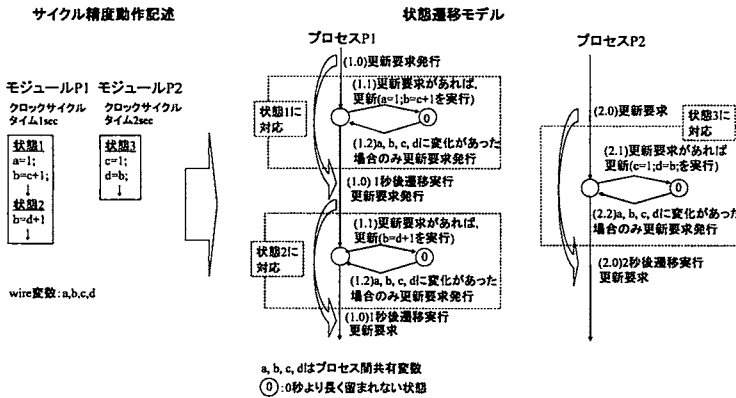 サイクル精度動作記述
状態遷移モデル
モジュールP1
クロックサイクル
タイム1sec
状態1
a=1;
b=c+1;
↓
状態2
b=d+1
↓
モジュールP2
クロックサイクル
タイム2sec
状態3
c=1;
d=b;
↓
wire変数:a,b,c,d
プロセスP1
(1.0)更新要求発行
状態1に
対応
(1.1)更新要求があれば,
更新(a=1;b=c+1を実行)
0
(1.2)a, b, c, dに変化があった
場合のみ更新要求発行
(1.0)1秒後遷移実行
更新要求発行
状態2に
対応
(1.1)更新要求があれば,
更新(b=d+1を実行)
0
(1.2)a, b, c, dに変化があった
場合のみ更新要求発行
(1.0)1秒後遷移実行
更新要求
プロセスP2
(2.0)更新要求
状態3に
対応
(2.1)更新要求があれば
更新(c=1;d=b;を実行)
0
(2.2)a, b, c, dに変化があった
場合のみ更新要求発行
(2.0)2秒後遷移実行
更新要求
a, b, c, dはプロセス間共有変数
0 :0秒より長く留まれない状態